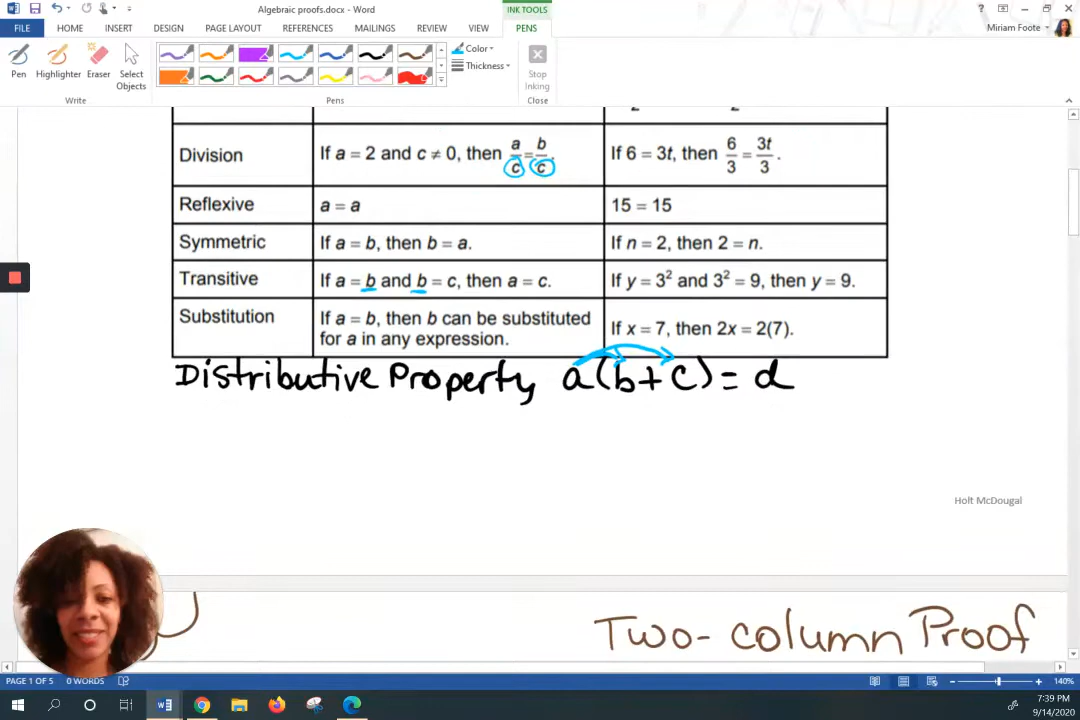 Algebraic proofs.docx - Word
INK TOOLS
FILE HOME INSERT DESIGN PAGE LAYOUT REFERENCES MAILINGS REVIEW VIEW PENS
Miriam Foote
Pen Highlighter Eraser Select Objects
Color
Thickness
Stop Inking
Write Pens Close
2 2
Division If a = 2 and c ≠ 0, then a/c = b/c. If 6 = 3t, then 6/3 = 3t/3.
Reflexive a = a 15 = 15
Symmetric If a = b, then b = a. If n = 2, then 2 = n.
Transitive If a = b and b = c, then a = c. If y = 3² and 3² = 9, then y = 9.
Substitution If a = b, then b can be substituted for a in any expression. If x = 7, then 2x = 2(7).
Distributive Property a(b+c) = d
Holt McDougal
Two-column Proof
PAGE 1 OF 5 0 WORDS 140%
7:39 PM
9/14/2020